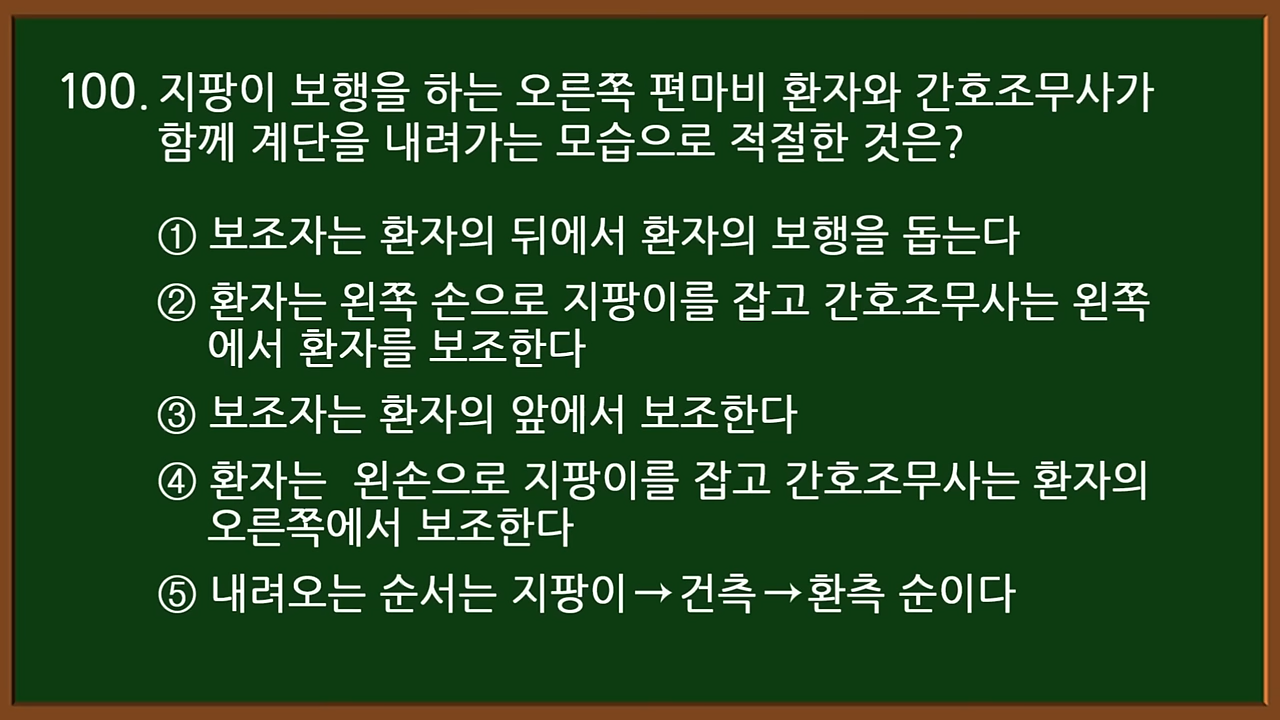 100. 지팡이 보행을 하는 오른쪽 편마비 환자와 간호조무사가
함께 계단을 내려가는 모습으로 적절한 것은?
① 보조자는 환자의 뒤에서 환자의 보행을 돕는다
② 환자는 왼쪽 손으로 지팡이를 잡고 간호조무사는 왼쪽
에서 환자를 보조한다
③ 보조자는 환자의 앞에서 보조한다
④ 환자는 왼손으로 지팡이를 잡고 간호조무사는 환자의
오른쪽에서 보조한다
⑤ 내려오는 순서는 지팡이→건측→환측 순이다